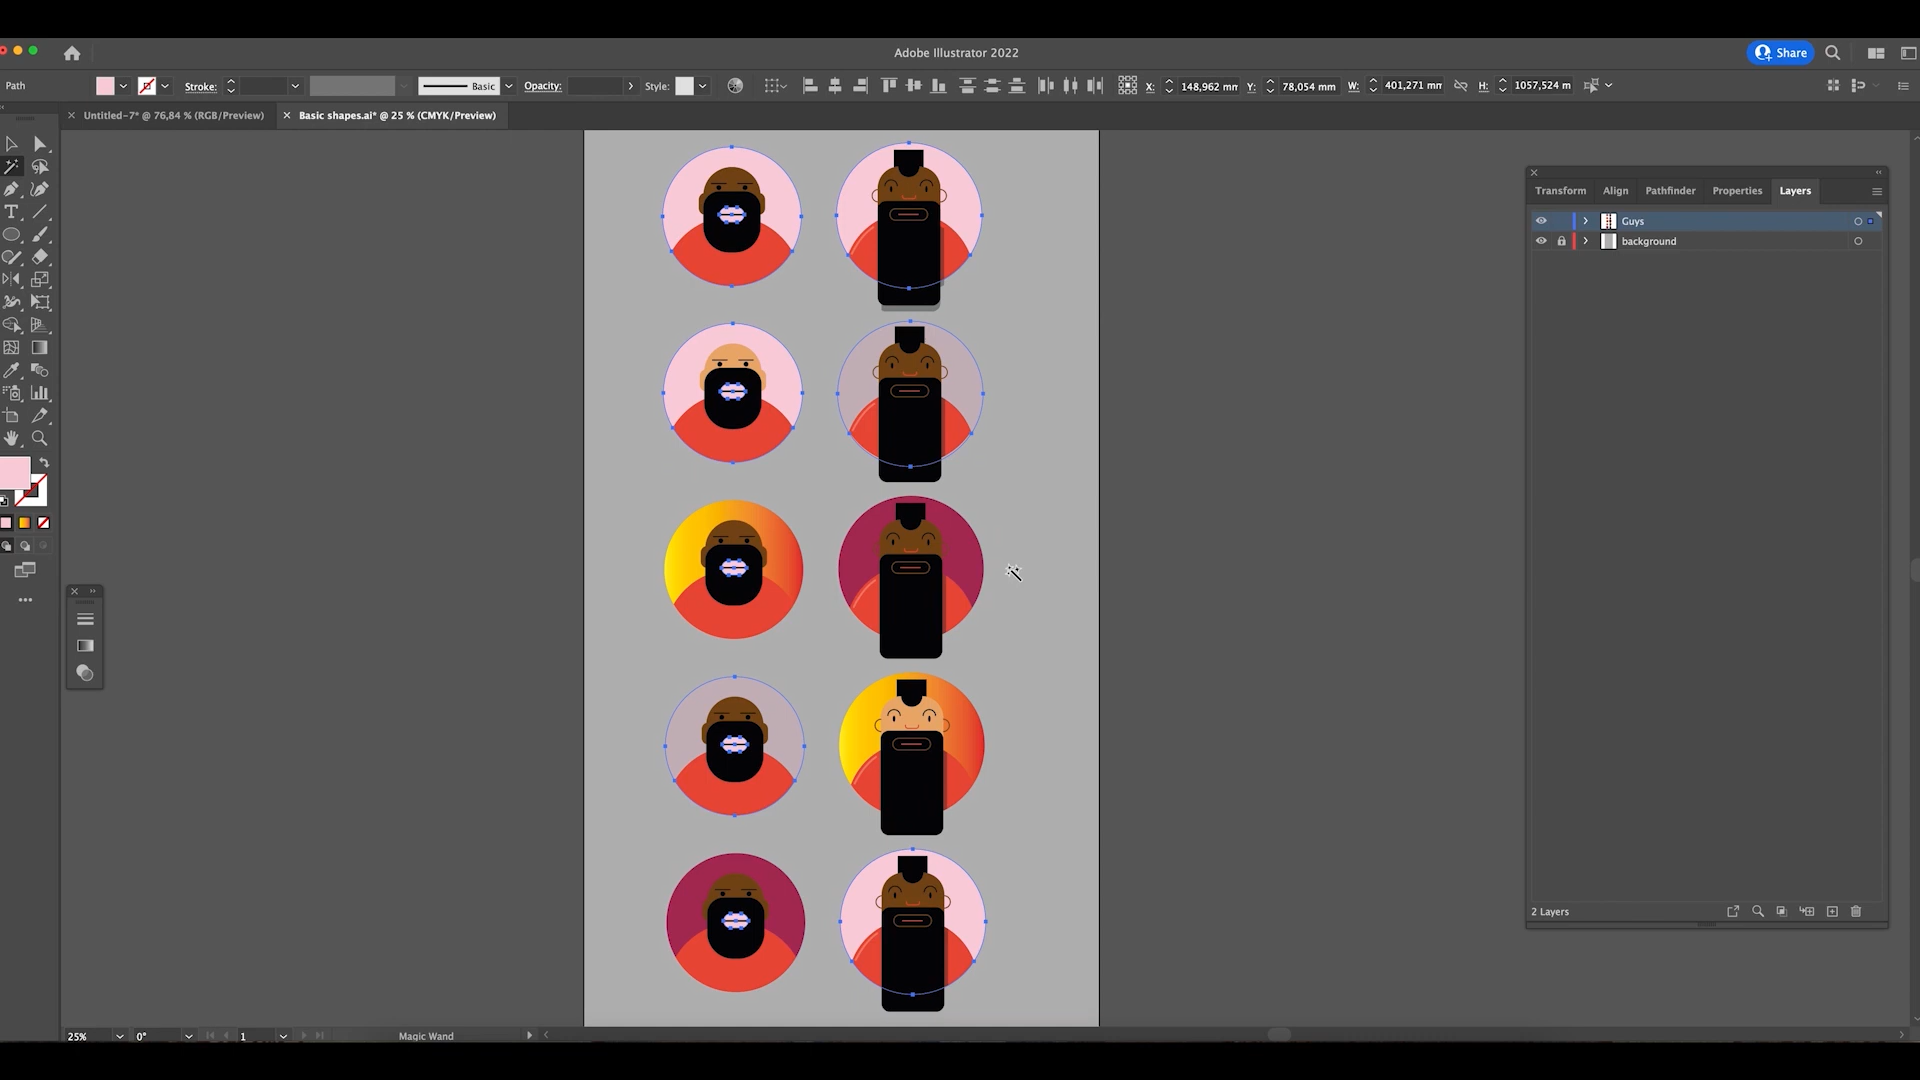 Adobe Illustrator 2022
Share
Path
Stroke:
Basic
Opacity:
Style:
X: 148,962 mm Y: 78,054 mm W: 401,271 mm H: 1057,524 m
Untitled-7* @ 76,84 % (RGB/Preview)
Basic shapes.ai* @ 25 % (CMYK/Preview)
Transform Align Pathfinder Properties Layers
Guys
background
2 Layers
25% 0° 1 Magic Wand